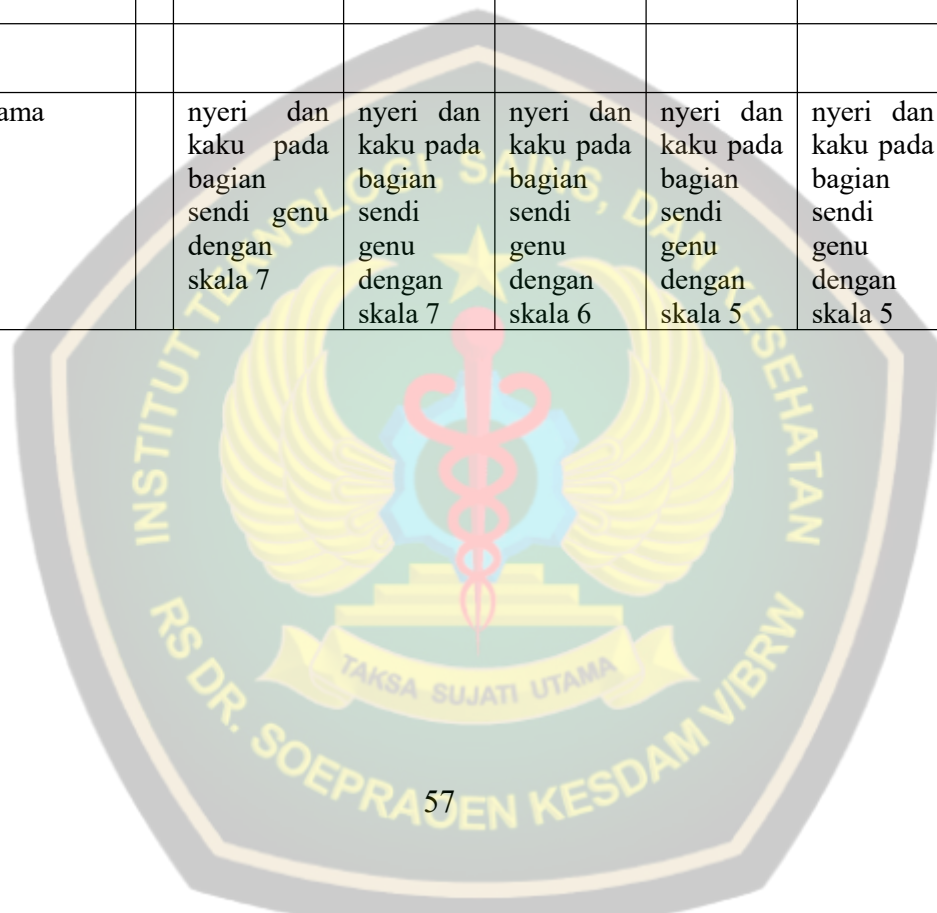 ama
nyeri dan
kaku pada
bagian
sendi genu
dengan
skala 7
nyeri dan
kaku pada
bagian
sendi
genu
dengan
skala 7
nyeri dan
kaku pada
bagian
sendi
genu
dengan
skala 6
nyeri dan
kaku pada
bagian
sendi
genu
dengan
skala 5
nyeri dan
kaku pada
bagian
sendi
genu
dengan
skala 5
INSTITUT TEKNOLOGI, SAINS, DAN KESEHATAN
TAKSA SUJATI UTAMA
RS DR. SOEPRAOEN KESDAM V/BRW
57